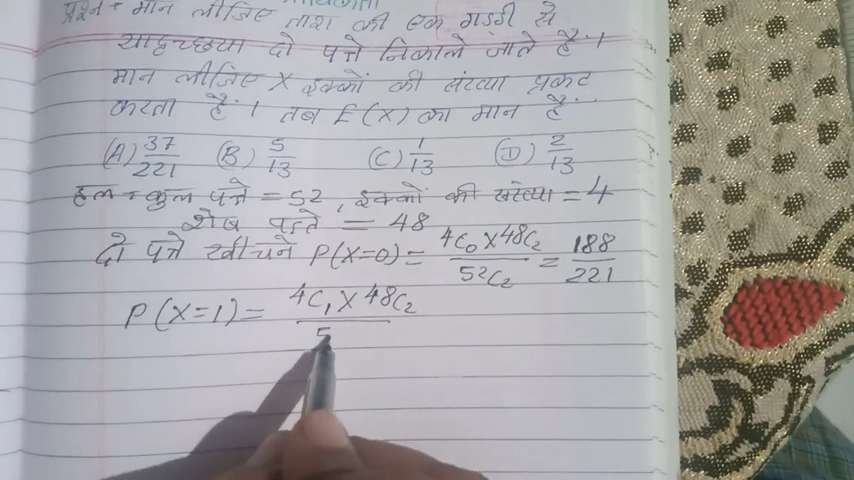 प्रश्न→ मान लीजिए ताश की एक गड्डी से
यादृच्छया दो पत्ते निकाले जाते हैं।
मान लीजिए X इक्कों की संख्या प्रकट
करता है। तब E(X) का मान है
(A) 37/221 (B) 5/13 (C) 1/13 (D) 2/13
हल→ कुल पत्ते = 52, इक्कों की संख्या = 4
शेष पत्ते = 48
दो पत्ते खींचने P(X=0) = 4C₀ X 48C₂ / 52C₂ = 188/221
P(X=1) = 4C₁ X 48C₂ / 5